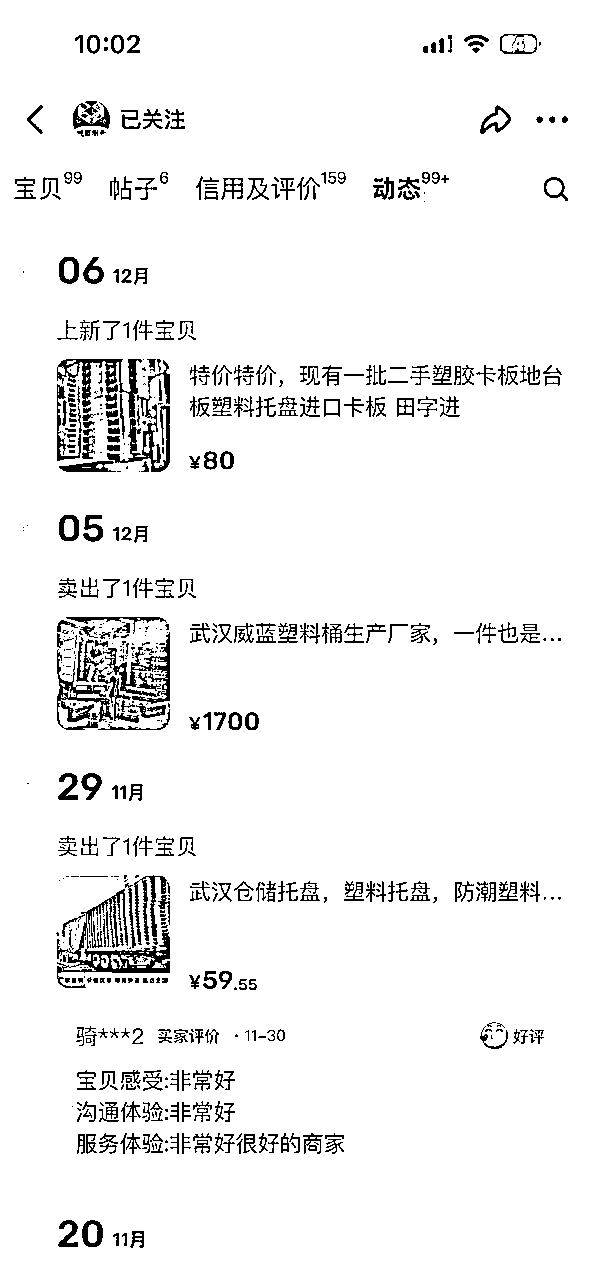 10:02
已关注
宝贝99 帖子6 信用及评价159 动态99+
06 12月
上新了1件宝贝
特价特价，现有一批二手塑胶卡板地台
板塑料托盘进口卡板 田字进
¥80
05 12月
卖出了1件宝贝
武汉威蓝塑料桶生产厂家，一件也是...
¥1700
29 11月
卖出了1件宝贝
武汉仓储托盘，塑料托盘，防潮塑料...
¥59.55
骑***2 买家评价 · 11-30 好评
宝贝感受:非常好
沟通体验:非常好
服务体验:非常好很好的商家
20 11月